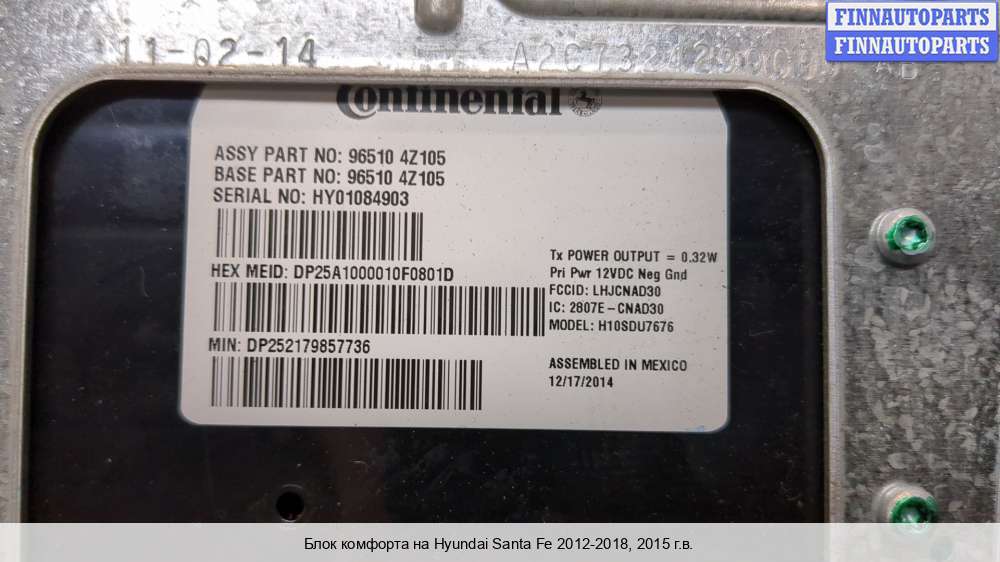 FINNAUTOPARTS
FINNAUTOPARTS
11-02-14
Continental
ASSY PART NO: 96510 4Z105
BASE PART NO: 96510 4Z105
SERIAL NO: HY01084903
HEX MEID: DP25A1000010F0801D
MIN: DP252179857736
Tx POWER OUTPUT = 0.32W
Pri Pwr 12VDC Neg Gnd
FCCID: LHJCNAD30
IC: 2807E-CNAD30
MODEL: H10SDU7676
ASSEMBLED IN MEXICO
12/17/2014
Блок комфорта на Hyundai Santa Fe 2012-2018, 2015 г.в.